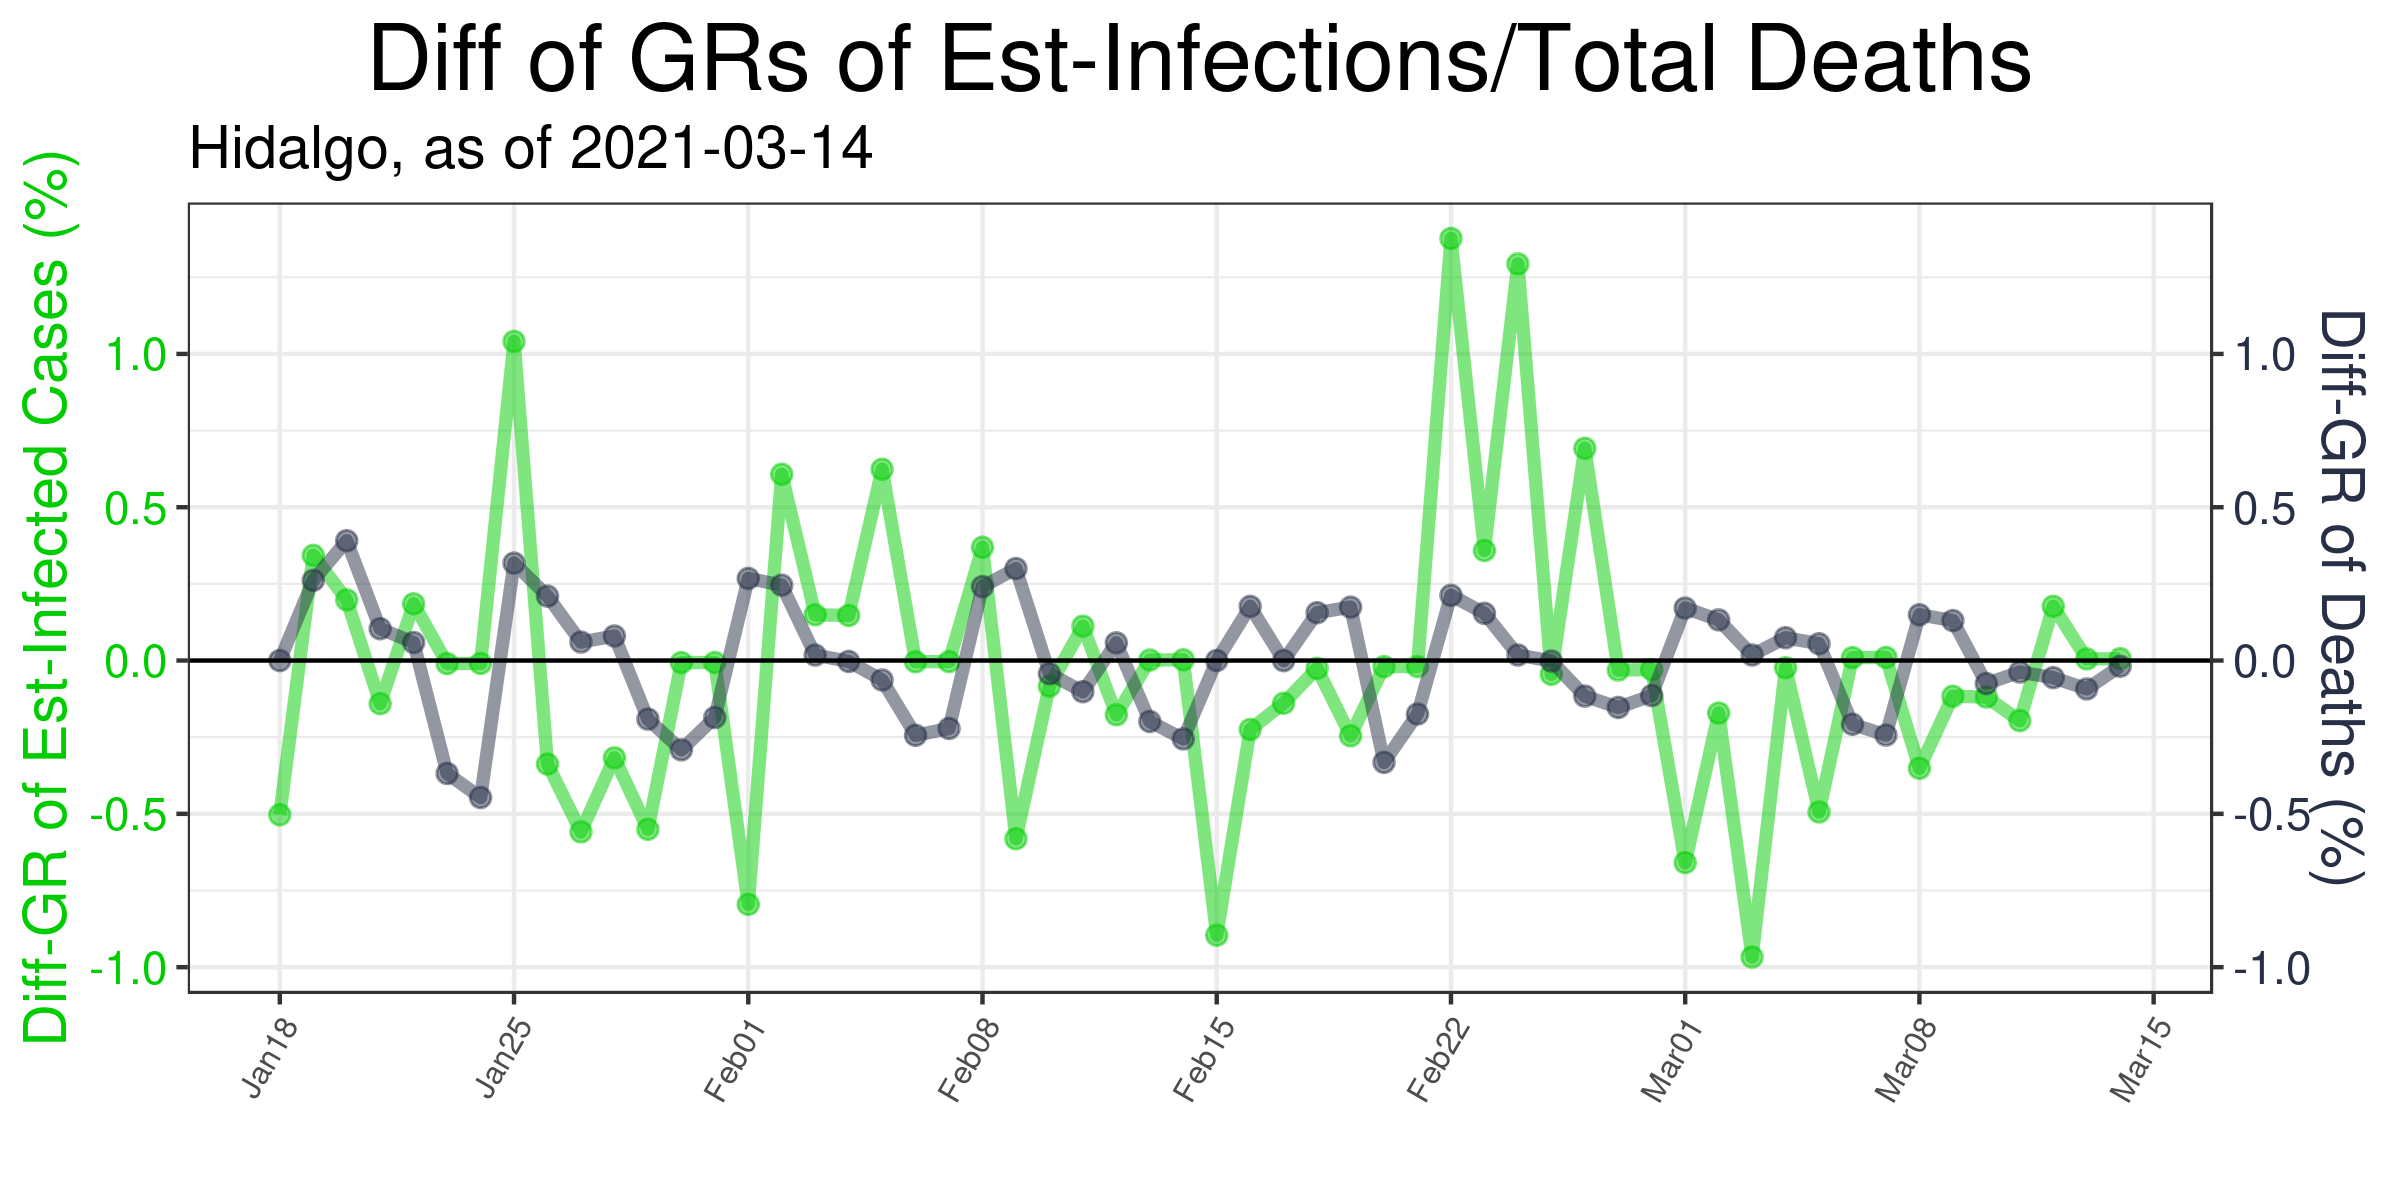 Diff of GRs of Est-Infections/Total Deaths
Hidalgo, as of 2021-03-14
Diff-GR of Est-Infected Cases (%)
1.0
0.5
0.0
-0.5
-1.0
1.0
0.5
0.0
-0.5
-1.0
Diff-GR of Deaths (%)
Jan18
Jan25
Feb01
Feb08
Feb15
Feb22
Mar01
Mar08
Mar15